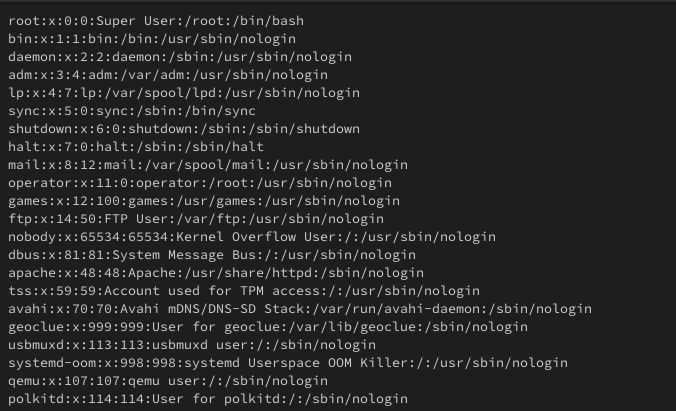 root:x:0:0:Super User:/root:/bin/bash
bin:x:1:1:bin:/bin:/usr/sbin/nologin
daemon:x:2:2:daemon:/sbin:/usr/sbin/nologin
adm:x:3:4:adm:/var/adm:/usr/sbin/nologin
lp:x:4:7:lp:/var/spool/lpd:/usr/sbin/nologin
sync:x:5:0:sync:/sbin:/bin/sync
shutdown:x:6:0:shutdown:/sbin:/sbin/shutdown
halt:x:7:0:halt:/sbin:/sbin/halt
mail:x:8:12:mail:/var/spool/mail:/usr/sbin/nologin
operator:x:11:0:operator:/root:/usr/sbin/nologin
games:x:12:100:games:/usr/games:/usr/sbin/nologin
ftp:x:14:50:FTP User:/var/ftp:/usr/sbin/nologin
nobody:x:65534:65534:Kernel Overflow User:/:/usr/sbin/nologin
dbus:x:81:81:System Message Bus:/:/usr/sbin/nologin
apache:x:48:48:Apache:/usr/share/httpd:/sbin/nologin
tss:x:59:59:Account used for TPM access:/:/usr/sbin/nologin
avahi:x:70:70:Avahi mDNS/DNS-SD Stack:/var/run/avahi-daemon:/sbin/nologin
geoclue:x:999:999:User for geoclue:/var/lib/geoclue:/sbin/nologin
usbmuxd:x:113:113:usbmuxd user:/:/sbin/nologin
systemd-oom:x:998:998:systemd Userspace OOM Killer:/:/usr/sbin/nologin
qemu:x:107:107:qemu user:/:/sbin/nologin
polkitd:x:114:114:User for polkitd:/:/sbin/nologin